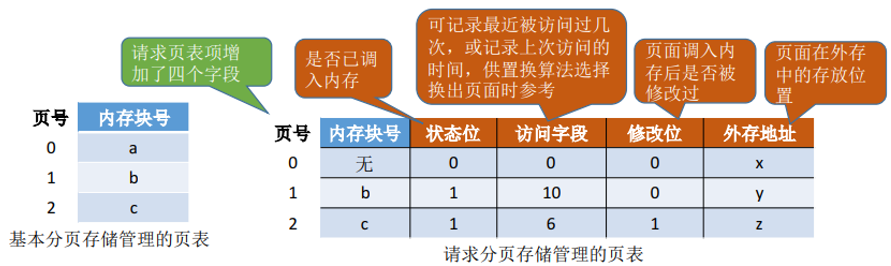 请求页表项增
加了四个字段
是否已调
入内存
可记录最近被访问过几
次，或记录上次访问的
时间，供置换算法选择
换出页面时参考
页面调入内
存后是否被
修改过
页面在外存
中的存放位
置
页号 内存块号
0 a
1 b
2 c
基本分页存储管理的页表
页号 内存块号 状态位 访问字段 修改位 外存地址
0 无 0 0 0 x
1 b 1 10 0 y
2 c 1 6 1 z
请求分页存储管理的页表